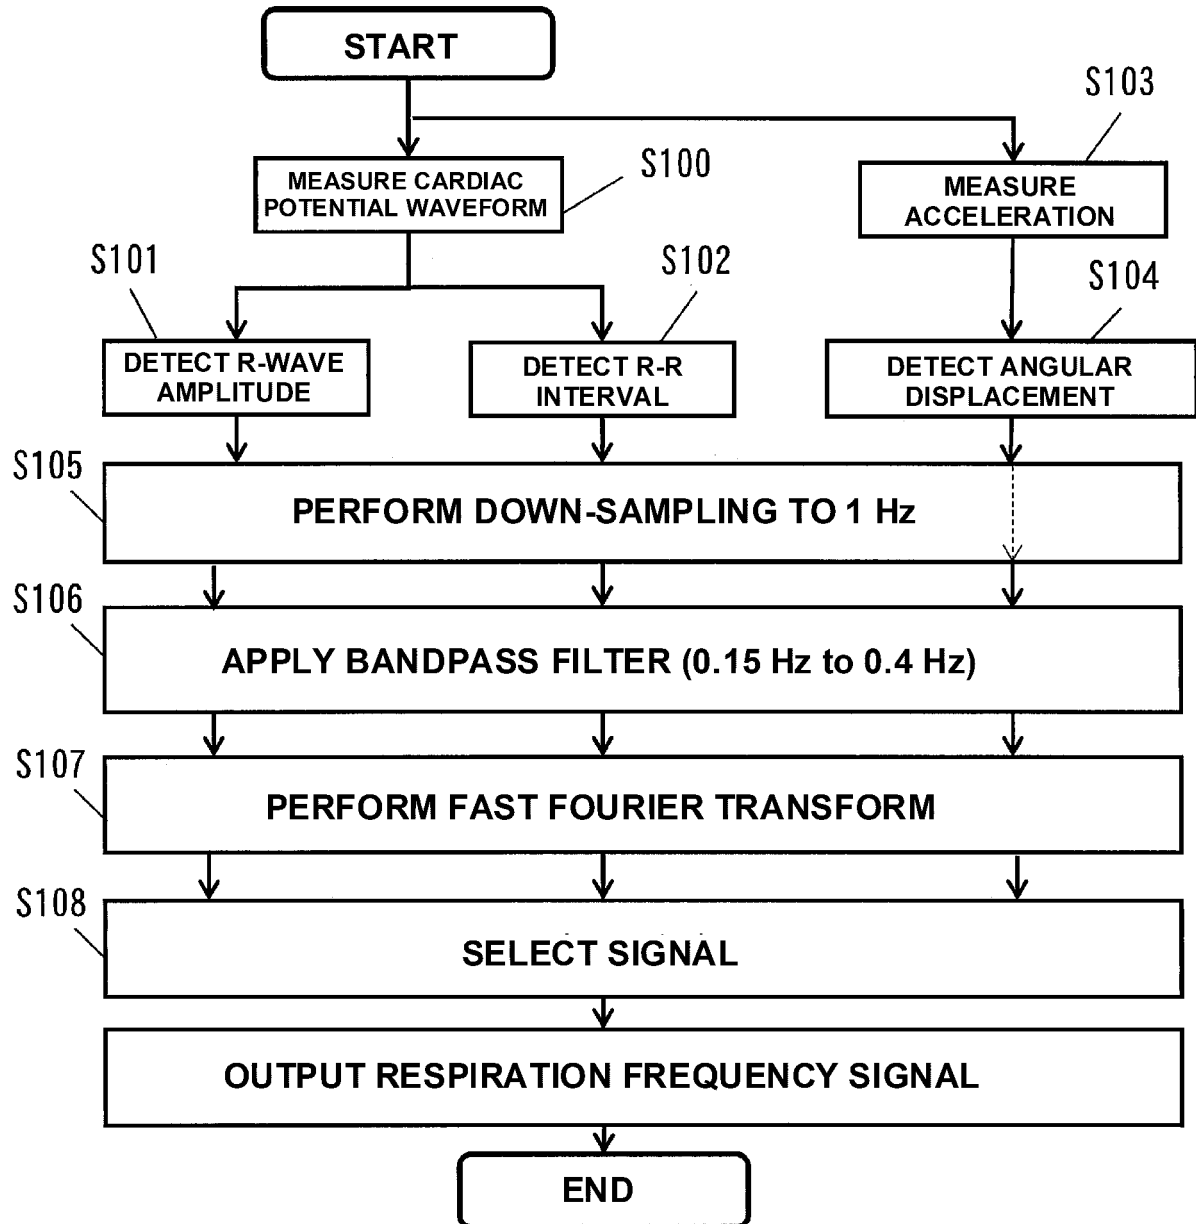 START
S103
S100
MEASURE CARDIAC
POTENTIAL WAVEFORM
MEASURE
ACCELERATION
S101
S102
S104
DETECT R-WAVE
AMPLITUDE
DETECT R-R
INTERVAL
DETECT ANGULAR
DISPLACEMENT
S105
PERFORM DOWN-SAMPLING TO 1 Hz
S106
APPLY BANDPASS FILTER (0.15 Hz to 0.4 Hz)
S107
PERFORM FAST FOURIER TRANSFORM
S108
SELECT SIGNAL
OUTPUT RESPIRATION FREQUENCY SIGNAL
END